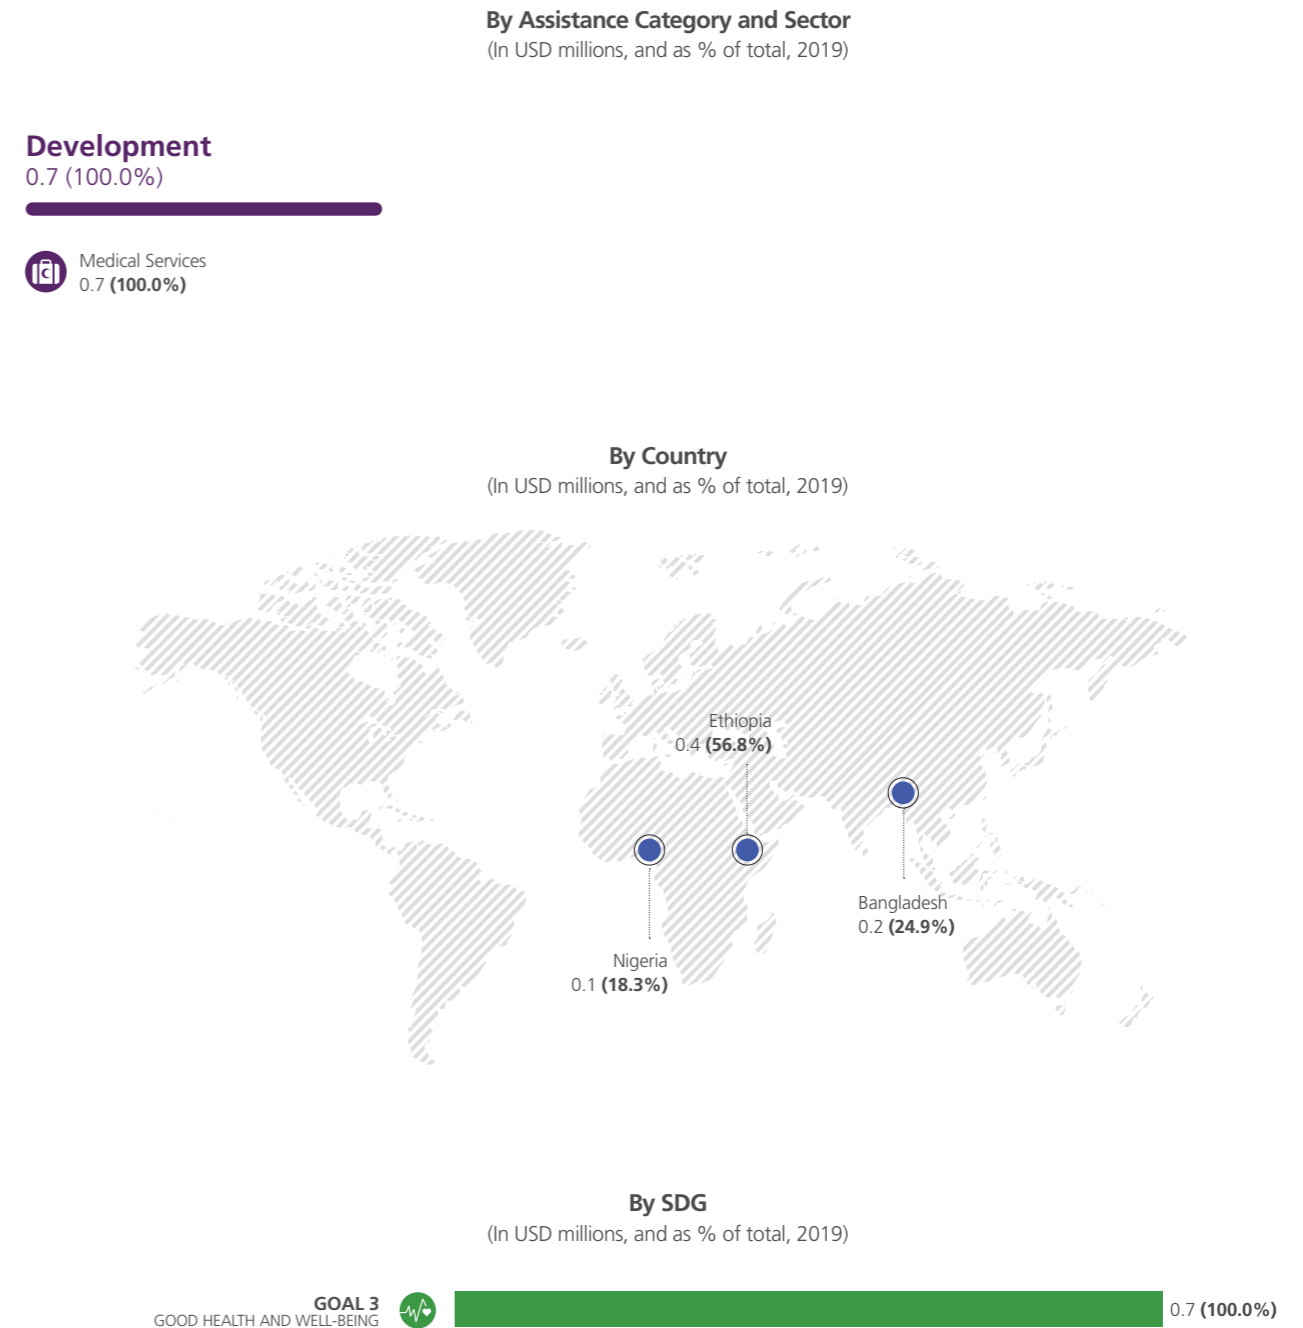 By Assistance Category and Sector
(In USD millions, and as % of total, 2019)
Development
0.7 (100.0%)
Medical Services
0.7 (100.0%)
By Country
(In USD millions, and as % of total, 2019)
Ethiopia
0.4 (56.8%)
Bangladesh
0.2 (24.9%)
Nigeria
0.1 (18.3%)
By SDG
(In USD millions, and as % of total, 2019)
GOAL 3
GOOD HEALTH AND WELL-BEING
0.7 (100.0%)